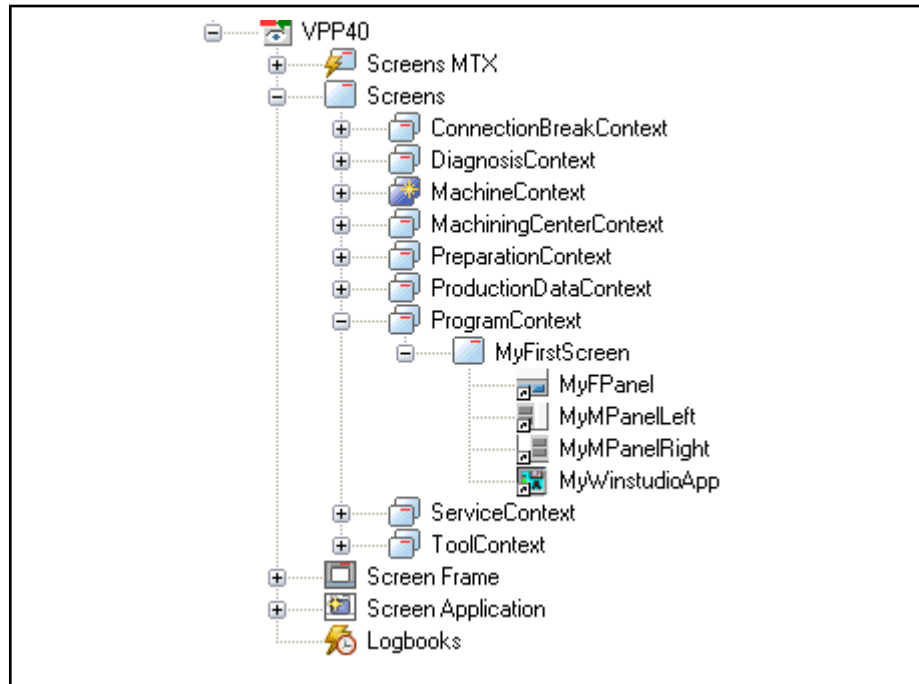 VPP40
Screens MTX
Screens
ConnectionBreakContext
DiagnosisContext
MachineContext
MachiningCenterContext
PreparationContext
ProductionDataContext
ProgramContext
MyFirstScreen
MyFPanel
MyMPanelLeft
MyMPanelRight
MyWinstudioApp
ServiceContext
ToolContext
Screen Frame
Screen Application
Logbooks